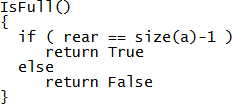 IsFull()
{
  if ( rear == size(a)-1 )
     return True
  else
     return False
}